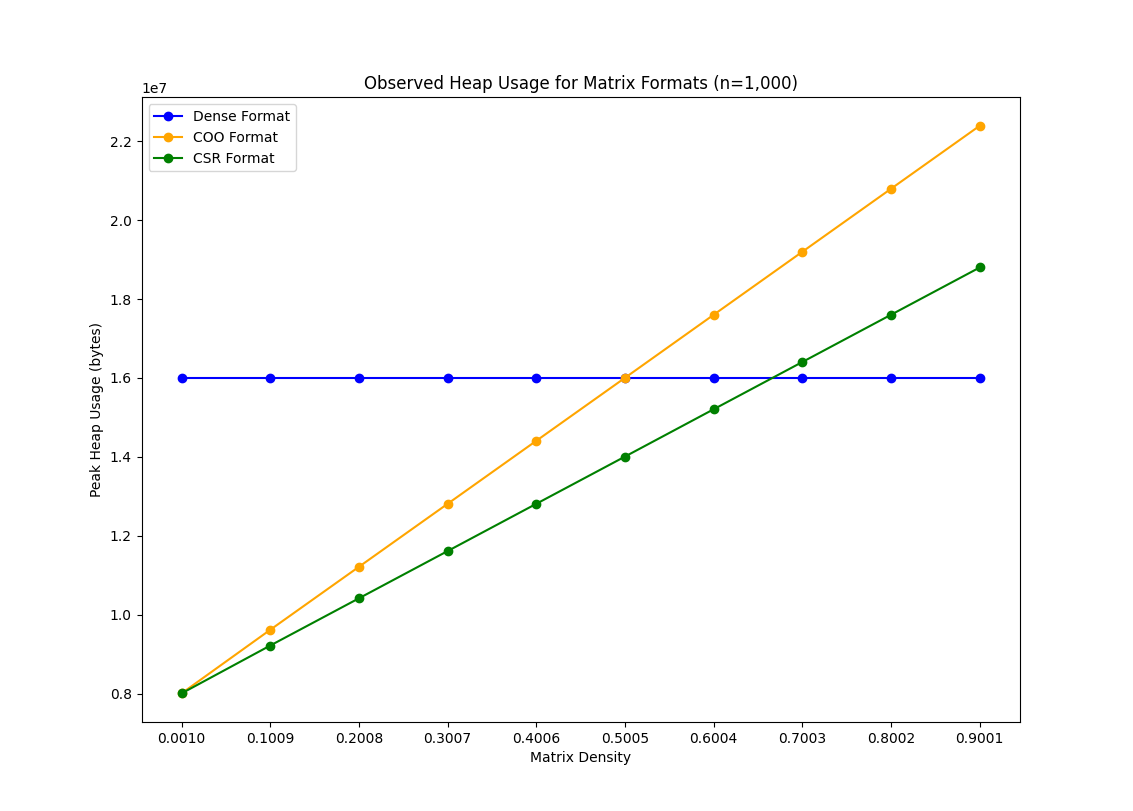 Observed Heap Usage for Matrix Formats (n=1,000)
1e7
Dense Format
COO Format
CSR Format
2.2
2.0
1.8
1.6
1.4
1.2
1.0
0.8
Peak Heap Usage (bytes)
0.0010 0.1009 0.2008 0.3007 0.4006 0.5005 0.6004 0.7003 0.8002 0.9001
Matrix Density